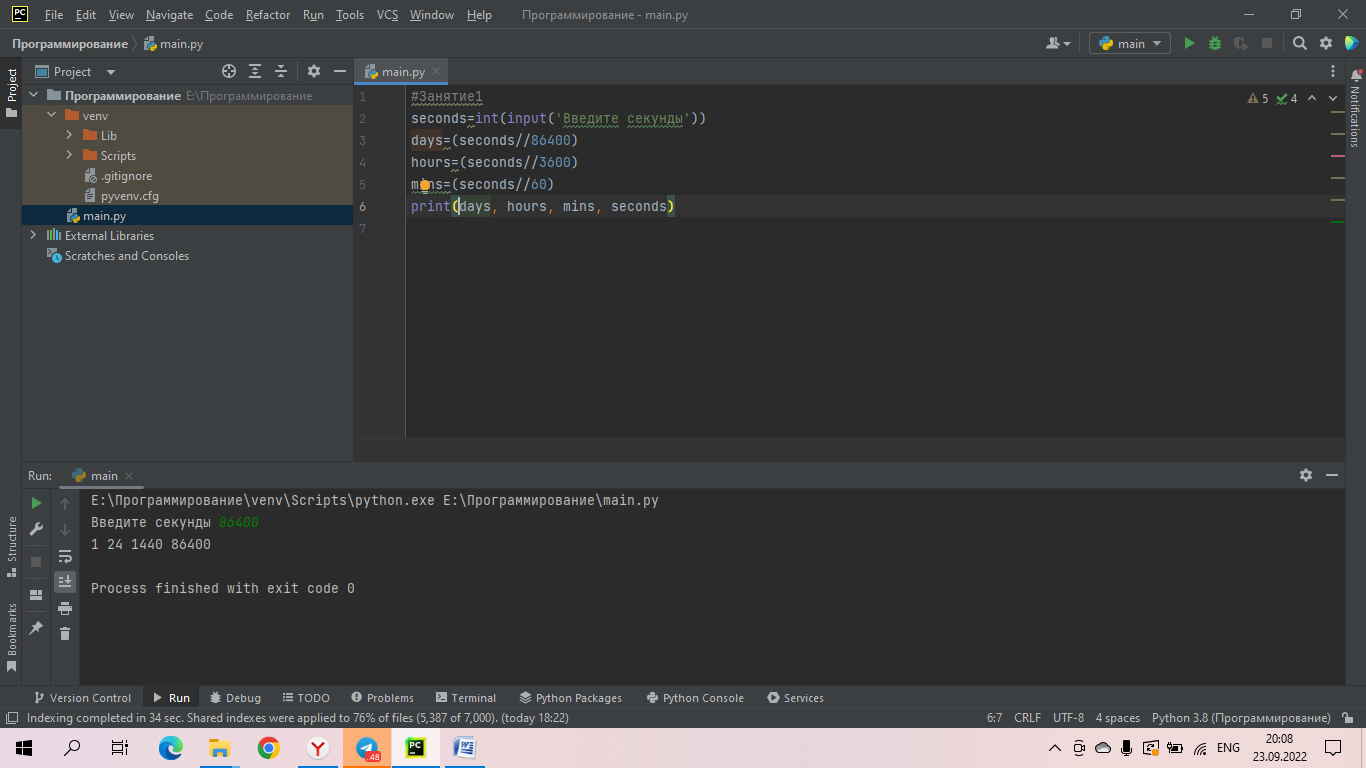 File Edit View Navigate Code Refactor Run Tools VCS Window Help Программирование - main.py
Программирование main.py main
Project
main.py
Программирование E:\Программирование
venv
Lib
Scripts
.gitignore
pyvenv.cfg
main.py
External Libraries
Scratches and Consoles
Project
Structure
Bookmarks
Notifications
5 4
1 #Занятие1
2 seconds=int(input('Введите секунды'))
3 days=(seconds//86400)
4 hours=(seconds//3600)
5 mins=(seconds//60)
6 print(days, hours, mins, seconds)
7
Run: main
E:\Программирование\venv\Scripts\python.exe E:\Программирование\main.py
Введите секунды 86400
1 24 1440 86400
Process finished with exit code 0
Version Control Run Debug TODO Problems Terminal Python Packages Python Console Services
Indexing completed in 34 sec. Shared indexes were applied to 76% of files (5,387 of 7,000). (today 18:22) 6:7 CRLF UTF-8 4 spaces Python 3.8 (Программирование)
ENG 20:08
23.09.2022